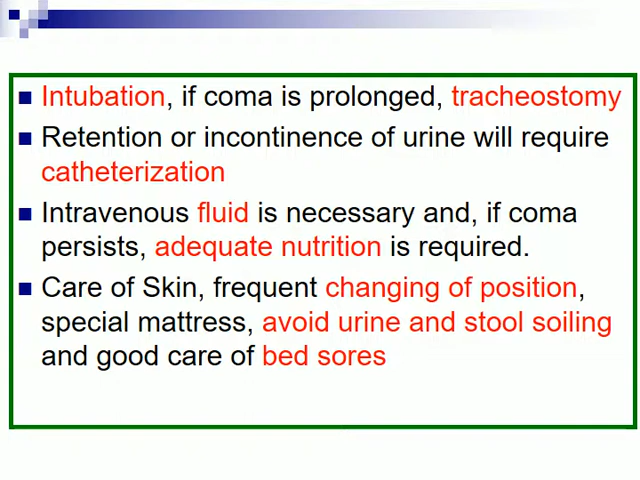 Intubation, if coma is prolonged, tracheostomy
Retention or incontinence of urine will require
catheterization
Intravenous fluid is necessary and, if coma
persists, adequate nutrition is required.
Care of Skin, frequent changing of position,
special mattress, avoid urine and stool soiling
and good care of bed sores